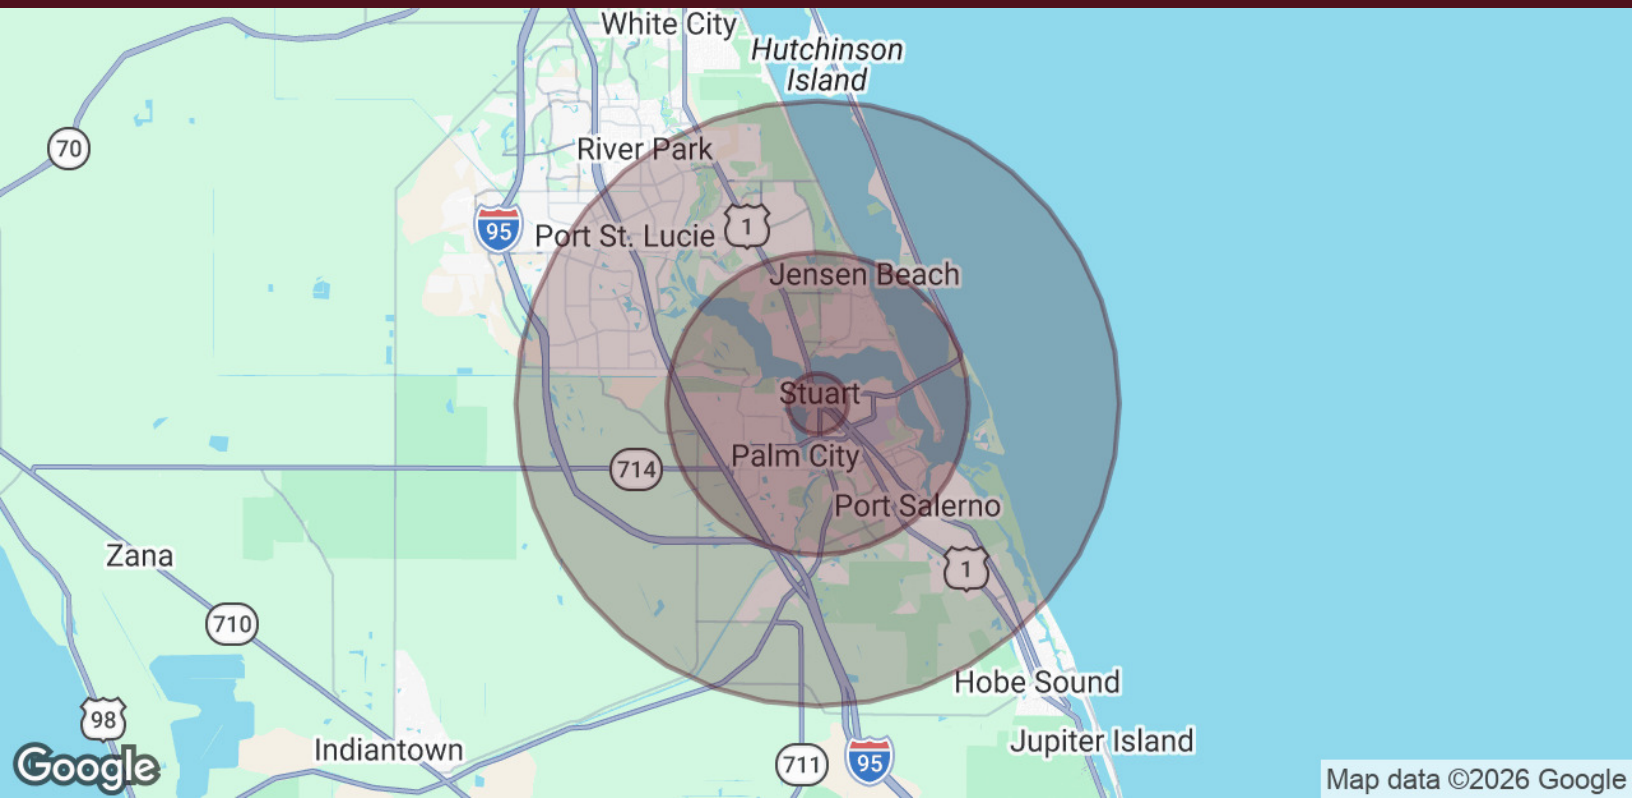 White City
Hutchinson
Island
70
River Park
95
Port St. Lucie
1
Jensen Beach
Stuart
Palm City
714
Port Salerno
Zana
1
710
Hobe Sound
98
Indiantown
Jupiter Island
711
95
Google
Map data ©2026 Google